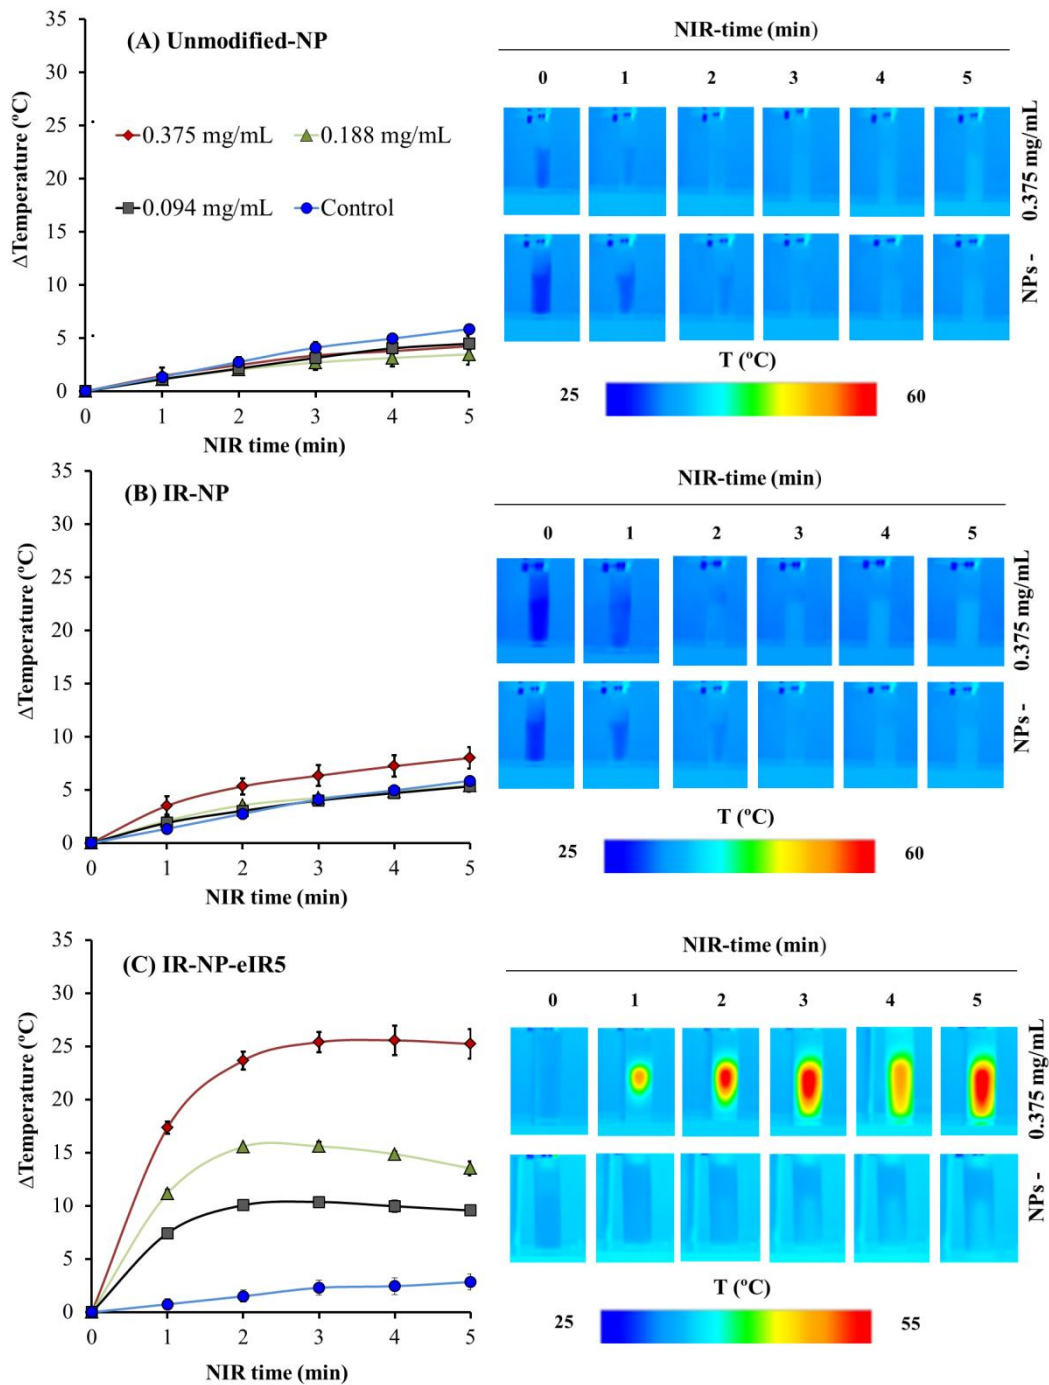 (A) Unmodified-NP
ΔTemperature (ºC)
35
30
25
20
15
10
5
0
0.375 mg/mL
0.188 mg/mL
0.094 mg/mL
Control
0 1 2 3 4 5
NIR time (min)
NIR-time (min)
0 1 2 3 4 5
0.375 mg/mL
NPs -
T (ºC)
25 60
(B) IR-NP
ΔTemperature (ºC)
35
30
25
20
15
10
5
0
0 1 2 3 4 5
NIR time (min)
NIR-time (min)
0 1 2 3 4 5
0.375 mg/mL
NPs -
T (ºC)
25 60
(C) IR-NP-eIR5
ΔTemperature (ºC)
35
30
25
20
15
10
5
0
0 1 2 3 4 5
NIR time (min)
NIR-time (min)
0 1 2 3 4 5
0.375 mg/mL
NPs -
T (ºC)
25 55